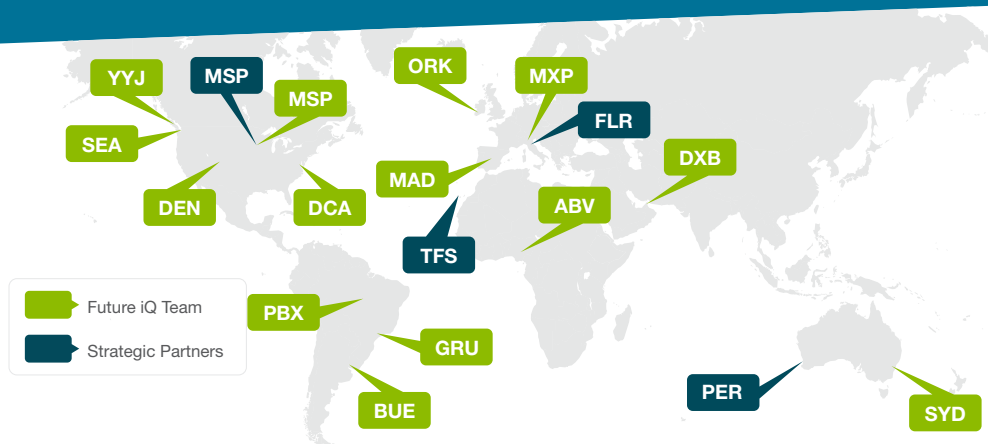 YYJ
MSP
ORK
MXP
MSP
FLR
SEA
DXB
MAD
DEN
DCA
ABV
TFS
Future iQ Team
PBX
Strategic Partners
GRU
PER
BUE
SYD